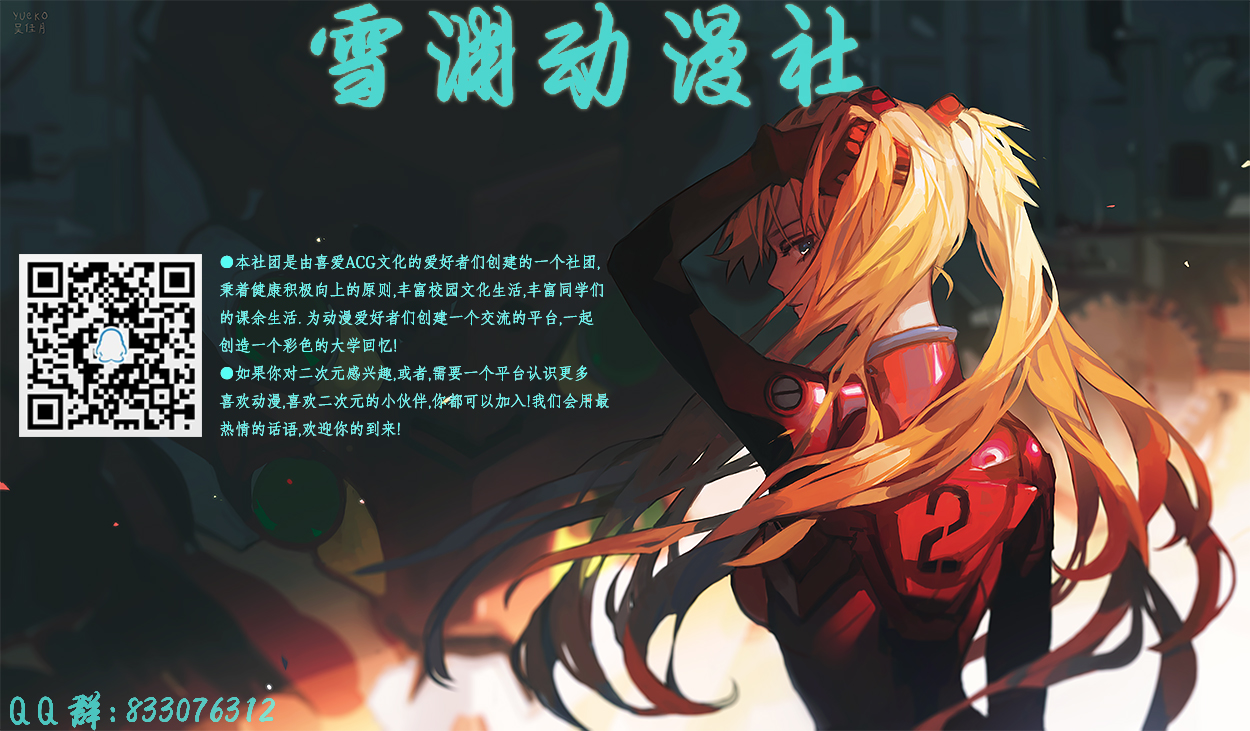 YUEKO
吴佳月
雪渊动漫社
●本社团是由喜爱ACG文化的爱好者们创建的一个社团,
秉着健康积极向上的原则,丰富校园文化生活,丰富同学们
的课余生活. 为动漫爱好者们创建一个交流的平台,一起
创造一个彩色的大学回忆!
●如果你对二次元感兴趣,或者,需要一个平台认识更多
喜欢动漫,喜欢二次元的小伙伴,你都可以加入!我们会用最
热情的话语,欢迎你的到来!
2
QQ群:833076312